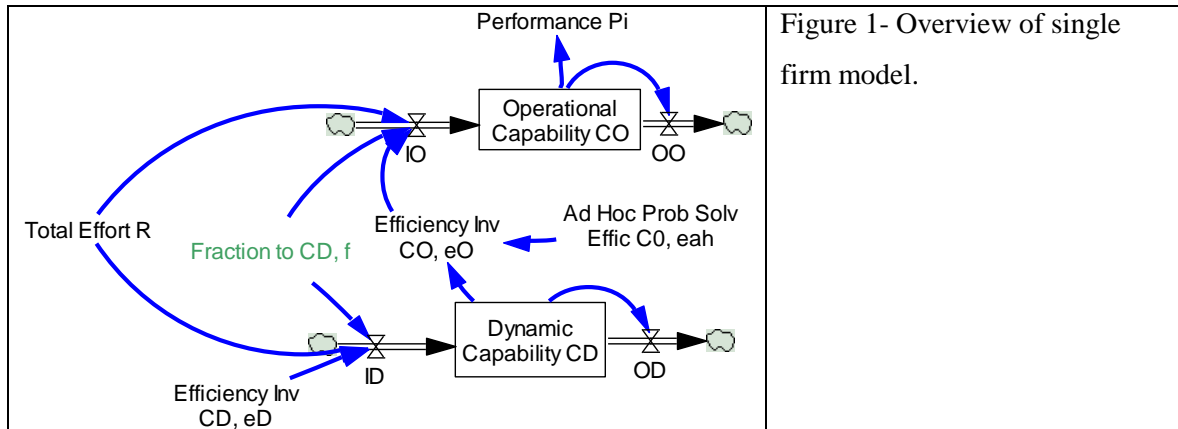 Performance Pi
Operational
Capability CO
IO
OO
Total Effort R
Fraction to CD, f
Efficiency Inv
CO, eO
Ad Hoc Prob Solv
Effic C0, eah
Dynamic
Capability CD
ID
OD
Efficiency Inv
CD, eD
Figure 1- Overview of single
firm model.